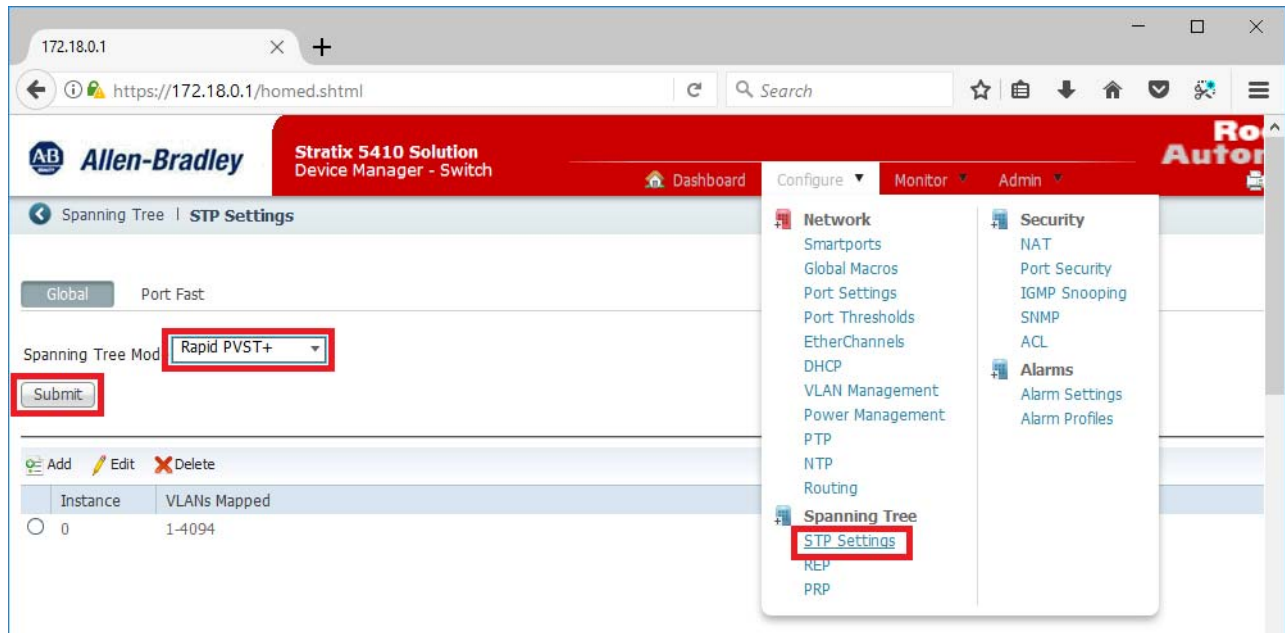 172.18.0.1
https://172.18.0.1/homed.shtml
Search
AB Allen-Bradley
Stratix 5410 Solution
Device Manager - Switch
Ro
Autor
Dashboard Configure Monitor Admin
Spanning Tree | STP Settings
Global Port Fast
Spanning Tree Mod Rapid PVST+
Submit
Add Edit Delete
Instance VLANs Mapped
0 1-4094
Network
Smartports
Global Macros
Port Settings
Port Thresholds
EtherChannels
DHCP
VLAN Management
Power Management
PTP
NTP
Routing
Spanning Tree
STP Settings
REP
PRP
Security
NAT
Port Security
IGMP Snooping
SNMP
ACL
Alarms
Alarm Settings
Alarm Profiles